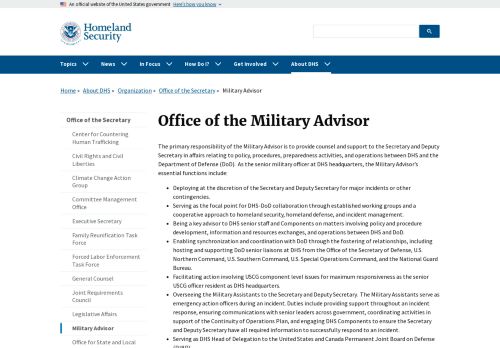 An official website of the United States government Here's how you know
Homeland
Security
Topics News In Focus How Do I? Get Involved About DHS
Home » About DHS » Organization » Office of the Secretary » Military Advisor
Office of the Secretary
Center for Countering
Human Trafficking
Civil Rights and Civil
Liberties
Climate Change Action
Group
Committee Management
Office
Executive Secretary
Family Reunification Task
Force
Forced Labor Enforcement
Task Force
General Counsel
Joint Requirements
Council
Legislative Affairs
Military Advisor
Office for State and Local
Office of the Military Advisor
The primary responsibility of the Military Advisor is to provide counsel and support to the Secretary and Deputy
Secretary in affairs relating to policy, procedures, preparedness activities, and operations between DHS and the
Department of Defense (DoD). As the senior military officer at DHS headquarters, the Military Advisor's
essential functions include:
• Deploying at the discretion of the Secretary and Deputy Secretary for major incidents or other
contingencies.
• Serving as the focal point for DHS-DoD collaboration through established working groups and a
cooperative approach to homeland security, homeland defense, and incident management.
• Being a key advisor to DHS senior staff and Components on matters involving policy and procedure
development, information and resources exchanges, and operations between DHS and DoD.
• Enabling synchronization and coordination with DoD through the fostering of relationships, including
hosting and supporting DoD senior liaisons at DHS from the Office of the Secretary of Defense, U.S.
Northern Command, U.S. Southern Command, U.S. Special Operations Command, and the National Guard
Bureau.
• Facilitating action involving USCG component level issues for maximum responsiveness as the senior
USCG officer resident as DHS headquarters.
• Overseeing the Military Assistants to the Secretary and Deputy Secretary. The Military Assistants serve as
emergency action officers during an incident. Duties include providing support throughout an incident
response, ensuring communications with senior leaders across government, coordinating activities in
support of the Continuity of Operations Plan, and engaging DHS Components to ensure the
Secretary and Deputy Secretary have all required information to successfully respond to an incident.
• Serving as DHS Head of Delegation to the United States and Canada Permanent Joint Board on Defense